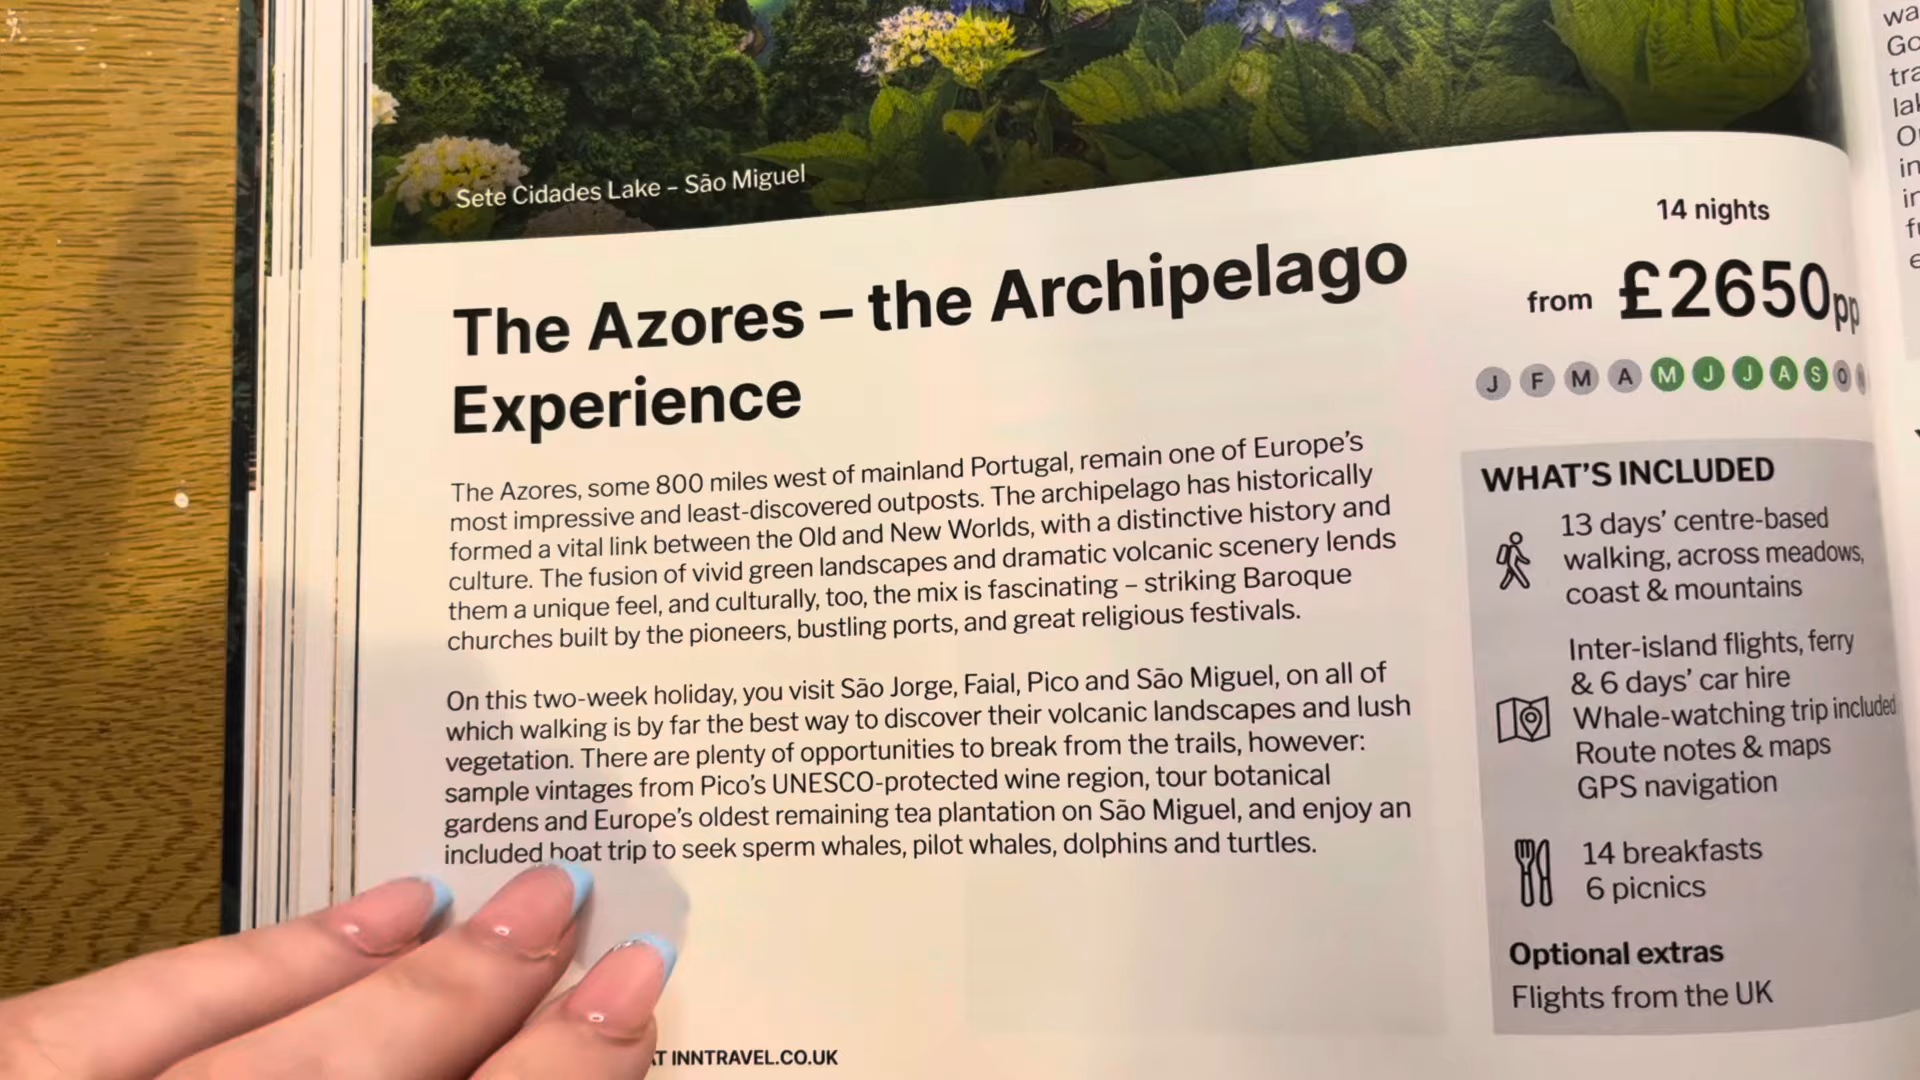 Sete Cidades Lake – São Miguel
The Azores – the Archipelago
Experience
The Azores, some 800 miles west of mainland Portugal, remain one of Europe's
most impressive and least-discovered outposts. The archipelago has historically
formed a vital link between the Old and New Worlds, with a distinctive history and
culture. The fusion of vivid green landscapes and dramatic volcanic scenery lends
them a unique feel, and culturally, too, the mix is fascinating – striking Baroque
churches built by the pioneers, bustling ports, and great religious festivals.
On this two-week holiday, you visit São Jorge, Faial, Pico and São Miguel, on all of
which walking is by far the best way to discover their volcanic landscapes and lush
vegetation. There are plenty of opportunities to break from the trails, however:
sample vintages from Pico's UNESCO-protected wine region, tour botanical
gardens and Europe's oldest remaining tea plantation on São Miguel, and enjoy an
included boat trip to seek sperm whales, pilot whales, dolphins and turtles.
INNTRAVEL.CO.UK
14 nights
from £2650pp
J F M A M J J A S O
WHAT'S INCLUDED
13 days' centre-based
walking, across meadows,
coast & mountains
Inter-island flights, ferry
& 6 days' car hire
Whale-watching trip included
Route notes & maps
GPS navigation
14 breakfasts
6 picnics
Optional extras
Flights from the UK